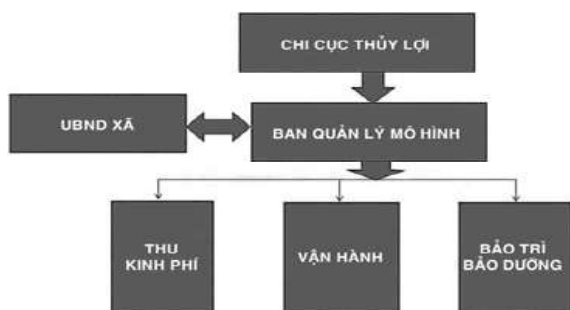 CHI CỤC THỦY LỢI
UBND XÃ
BAN QUẢN LÝ MÔ HÌNH
THU
KINH PHÍ
VẬN HÀNH
BẢO TRÌ
BẢO DƯỠNG